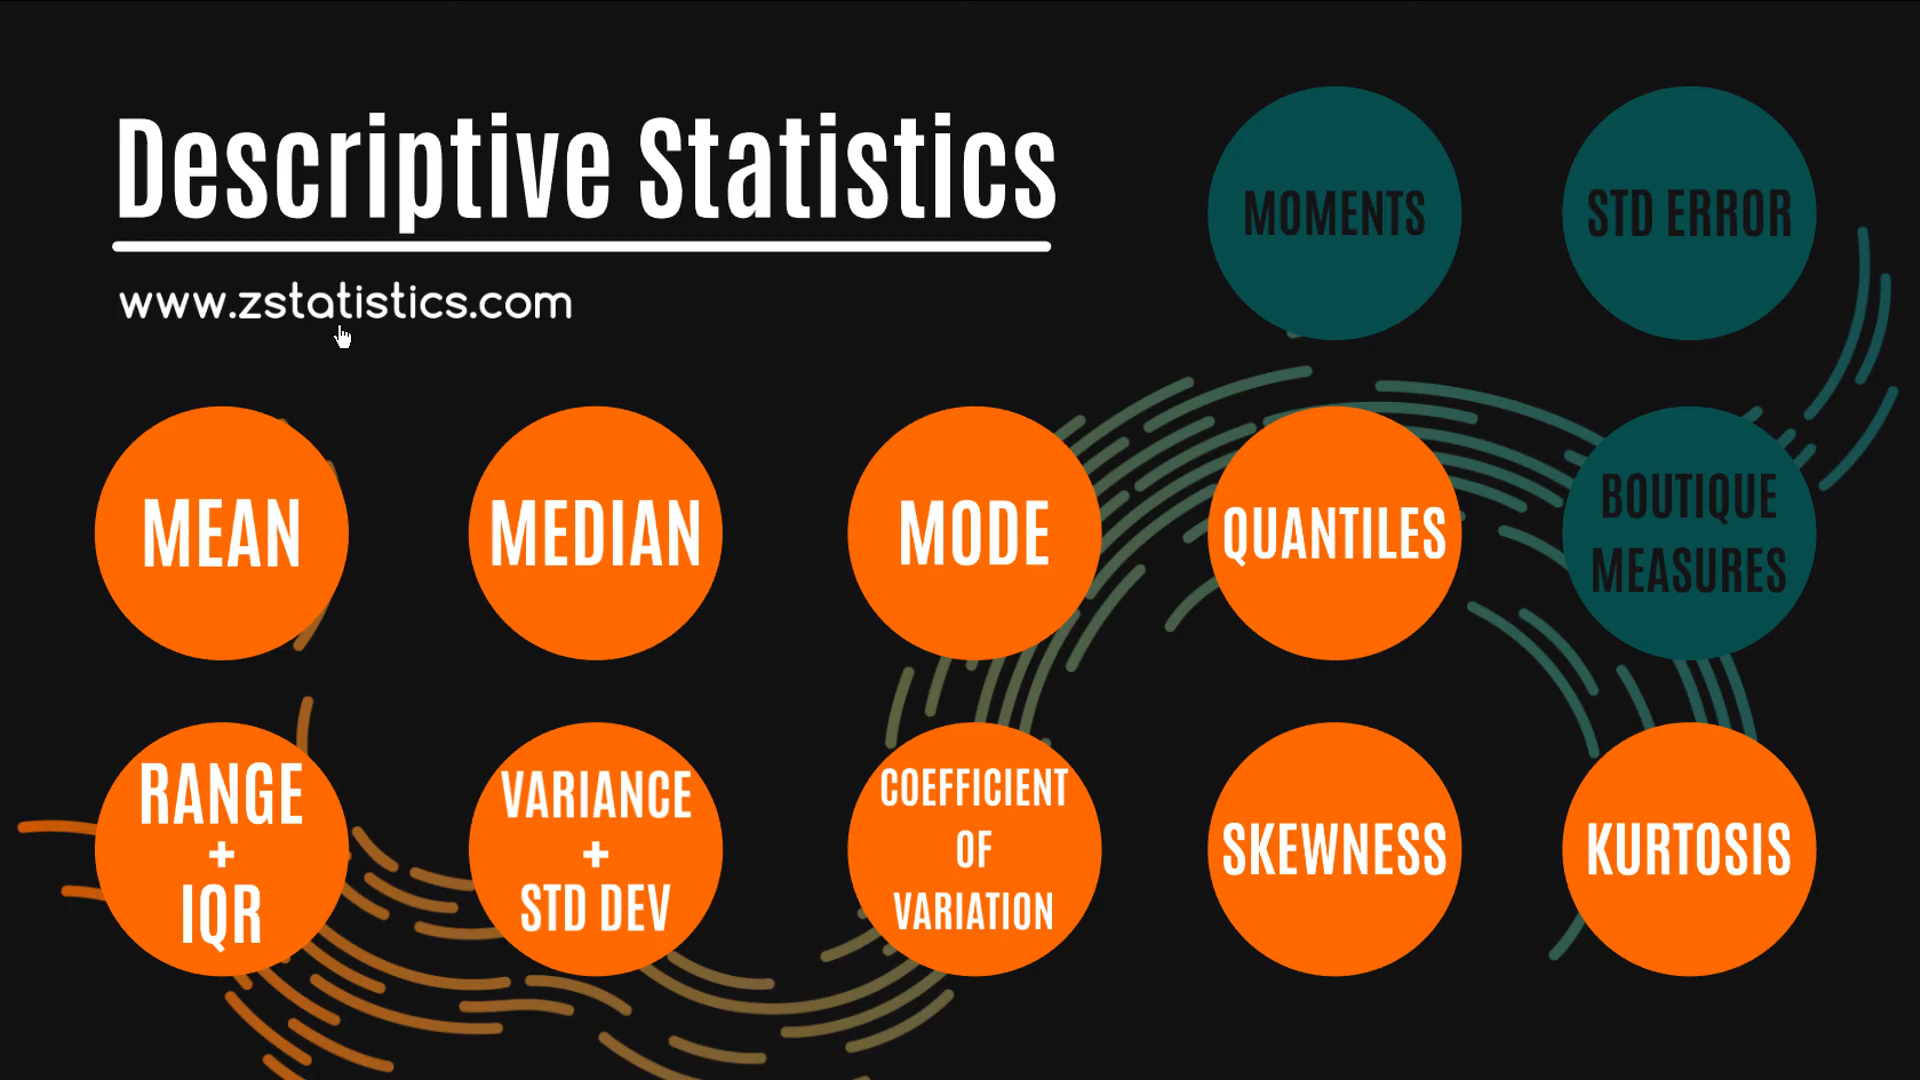 Descriptive Statistics
www.zstatistics.com
MOMENTS
STD ERROR
MEAN
MEDIAN
MODE
QUANTILES
BOUTIQUE
MEASURES
RANGE
+
IQR
VARIANCE
+
STD DEV
COEFFICIENT
OF
VARIATION
SKEWNESS
KURTOSIS